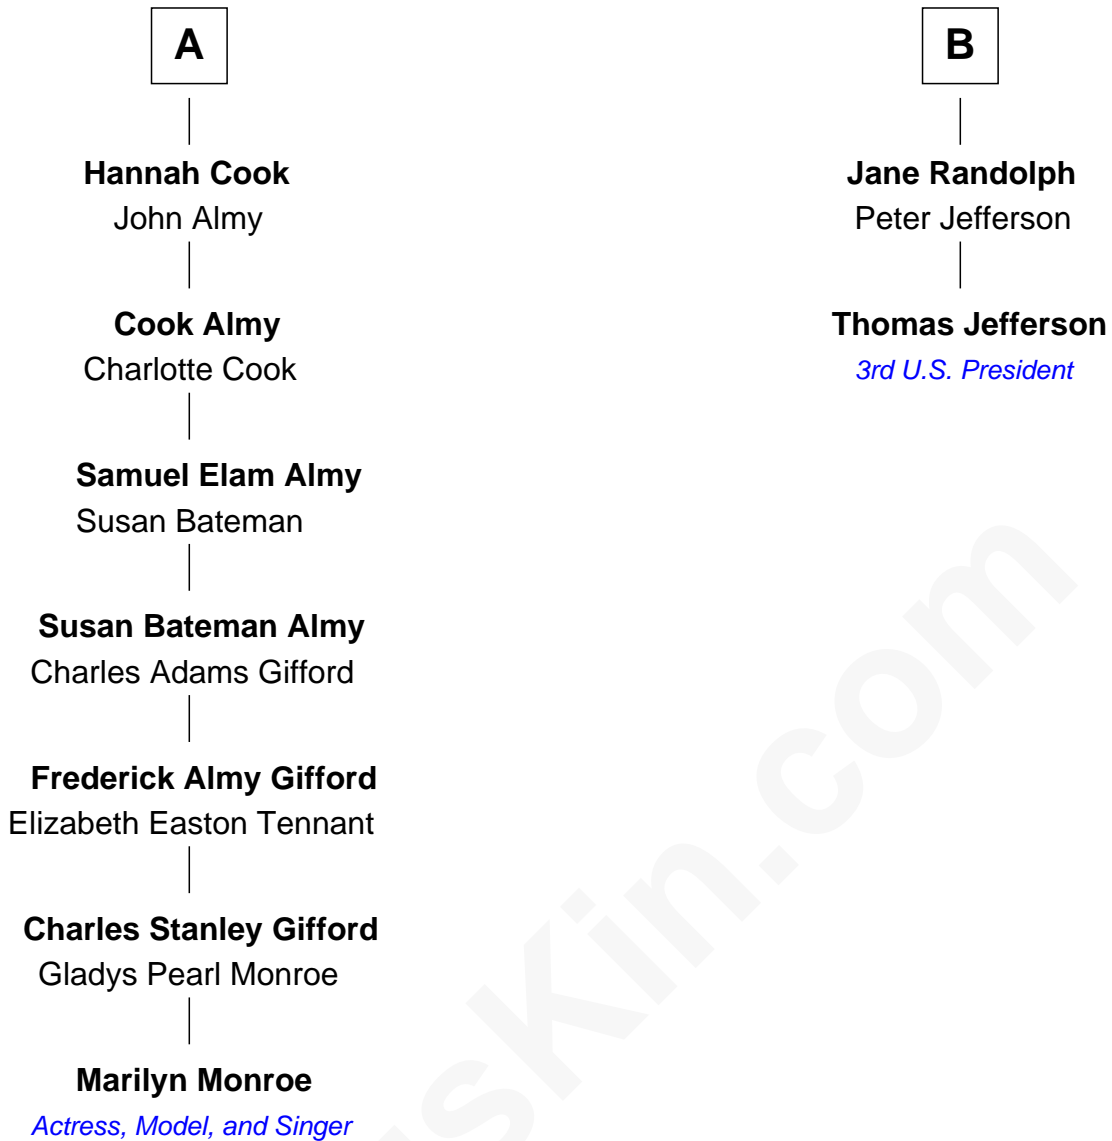 A
Hannah Cook
John Almy
Cook Almy
Charlotte Cook
Samuel Elam Almy
Susan Bateman
Susan Bateman Almy
Charles Adams Gifford
Frederick Almy Gifford
Elizabeth Easton Tennant
Charles Stanley Gifford
Gladys Pearl Monroe
Marilyn Monroe
Actress, Model, and Singer
B
Jane Randolph
Peter Jefferson
Thomas Jefferson
3rd U.S. President
usKin.com